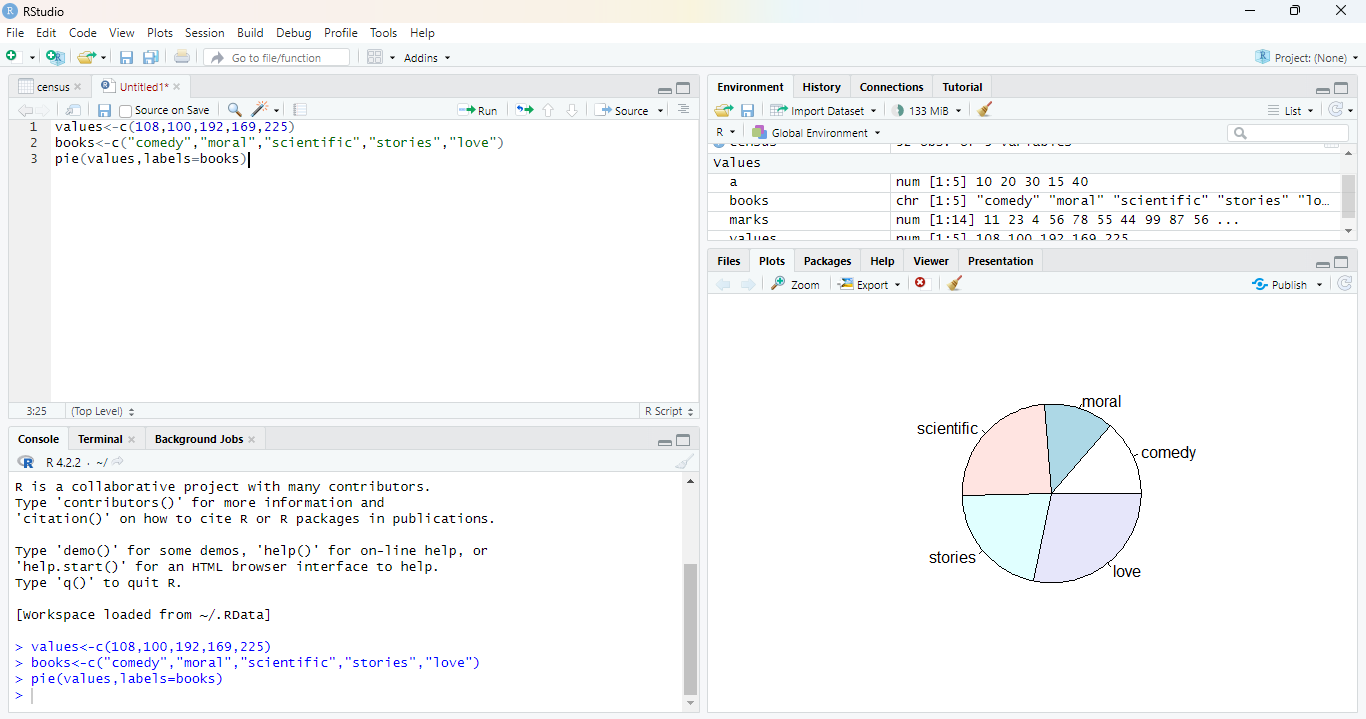 RStudio
File Edit Code View Plots Session Build Debug Profile Tools Help
Go to file/function Addins Project: (None)
census Untitled1*
Source on Save Run Source
1 values<-c(108,100,192,169,225)
2 books<-c("comedy","moral","scientific","stories","love")
3 pie(values,labels=books)
3:25 (Top Level) R Script
Console Terminal Background Jobs
R 4.2.2 · ~/
R is a collaborative project with many contributors.
Type 'contributors()' for more information and
'citation()' on how to cite R or R packages in publications.
Type 'demo()' for some demos, 'help()' for on-line help, or
'help.start()' for an HTML browser interface to help.
Type 'q()' to quit R.
[Workspace loaded from ~/.RData]
> values<-c(108,100,192,169,225)
> books<-c("comedy","moral","scientific","stories","love")
> pie(values,labels=books)
>
Environment History Connections Tutorial
Import Dataset 133 MiB List
R Global Environment
Values
a num [1:5] 10 20 30 15 40
books chr [1:5] "comedy" "moral" "scientific" "stories" "lo…
marks num [1:14] 11 23 4 56 78 55 44 99 87 56 ...
values num [1:5] 108 100 192 169 225
Files Plots Packages Help Viewer Presentation
Zoom Export Publish
moral
scientific
comedy
stories
love